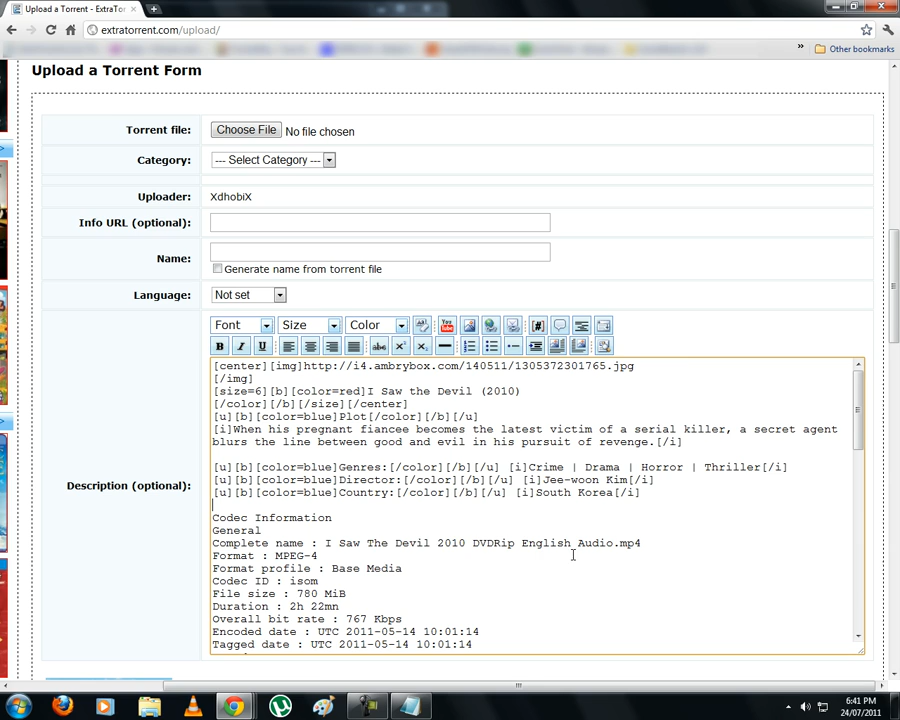 Upload a Torrent - ExtraTor
extratorrent.com/upload/
Other bookmarks
Upload a Torrent Form
Torrent file: Choose File No file chosen
Category: --- Select Category ---
Uploader: XdhobiX
Info URL (optional):
Name:
Generate name from torrent file
Language: Not set
Font Size Color You Tube [#]
B I U abc
[center][img]http://i4.ambrybox.com/140511/1305372301765.jpg
[/img]
[size=6][b][color=red]I Saw the Devil (2010)
[/color][/b][/size][/center]
[u][b][color=blue]Plot[/color][/b][/u]
[i]When his pregnant fiancee becomes the latest victim of a serial killer, a secret agent
blurs the line between good and evil in his pursuit of revenge.[/i]
[u][b][color=blue]Genres:[/color][/b][/u] [i]Crime | Drama | Horror | Thriller[/i]
[u][b][color=blue]Director:[/color][/b][/u] [i]Jee-woon Kim[/i]
Description (optional):
[u][b][color=blue]Country:[/color][/b][/u] [i]South Korea[/i]
Codec Information
General
Complete name : I Saw The Devil 2010 DVDRip English Audio.mp4
Format : MPEG-4
Format profile : Base Media
Codec ID : isom
File size : 780 MiB
Duration : 2h 22mn
Overall bit rate : 767 Kbps
Encoded date : UTC 2011-05-14 10:01:14
Tagged date : UTC 2011-05-14 10:01:14
6:41 PM
24/07/2011